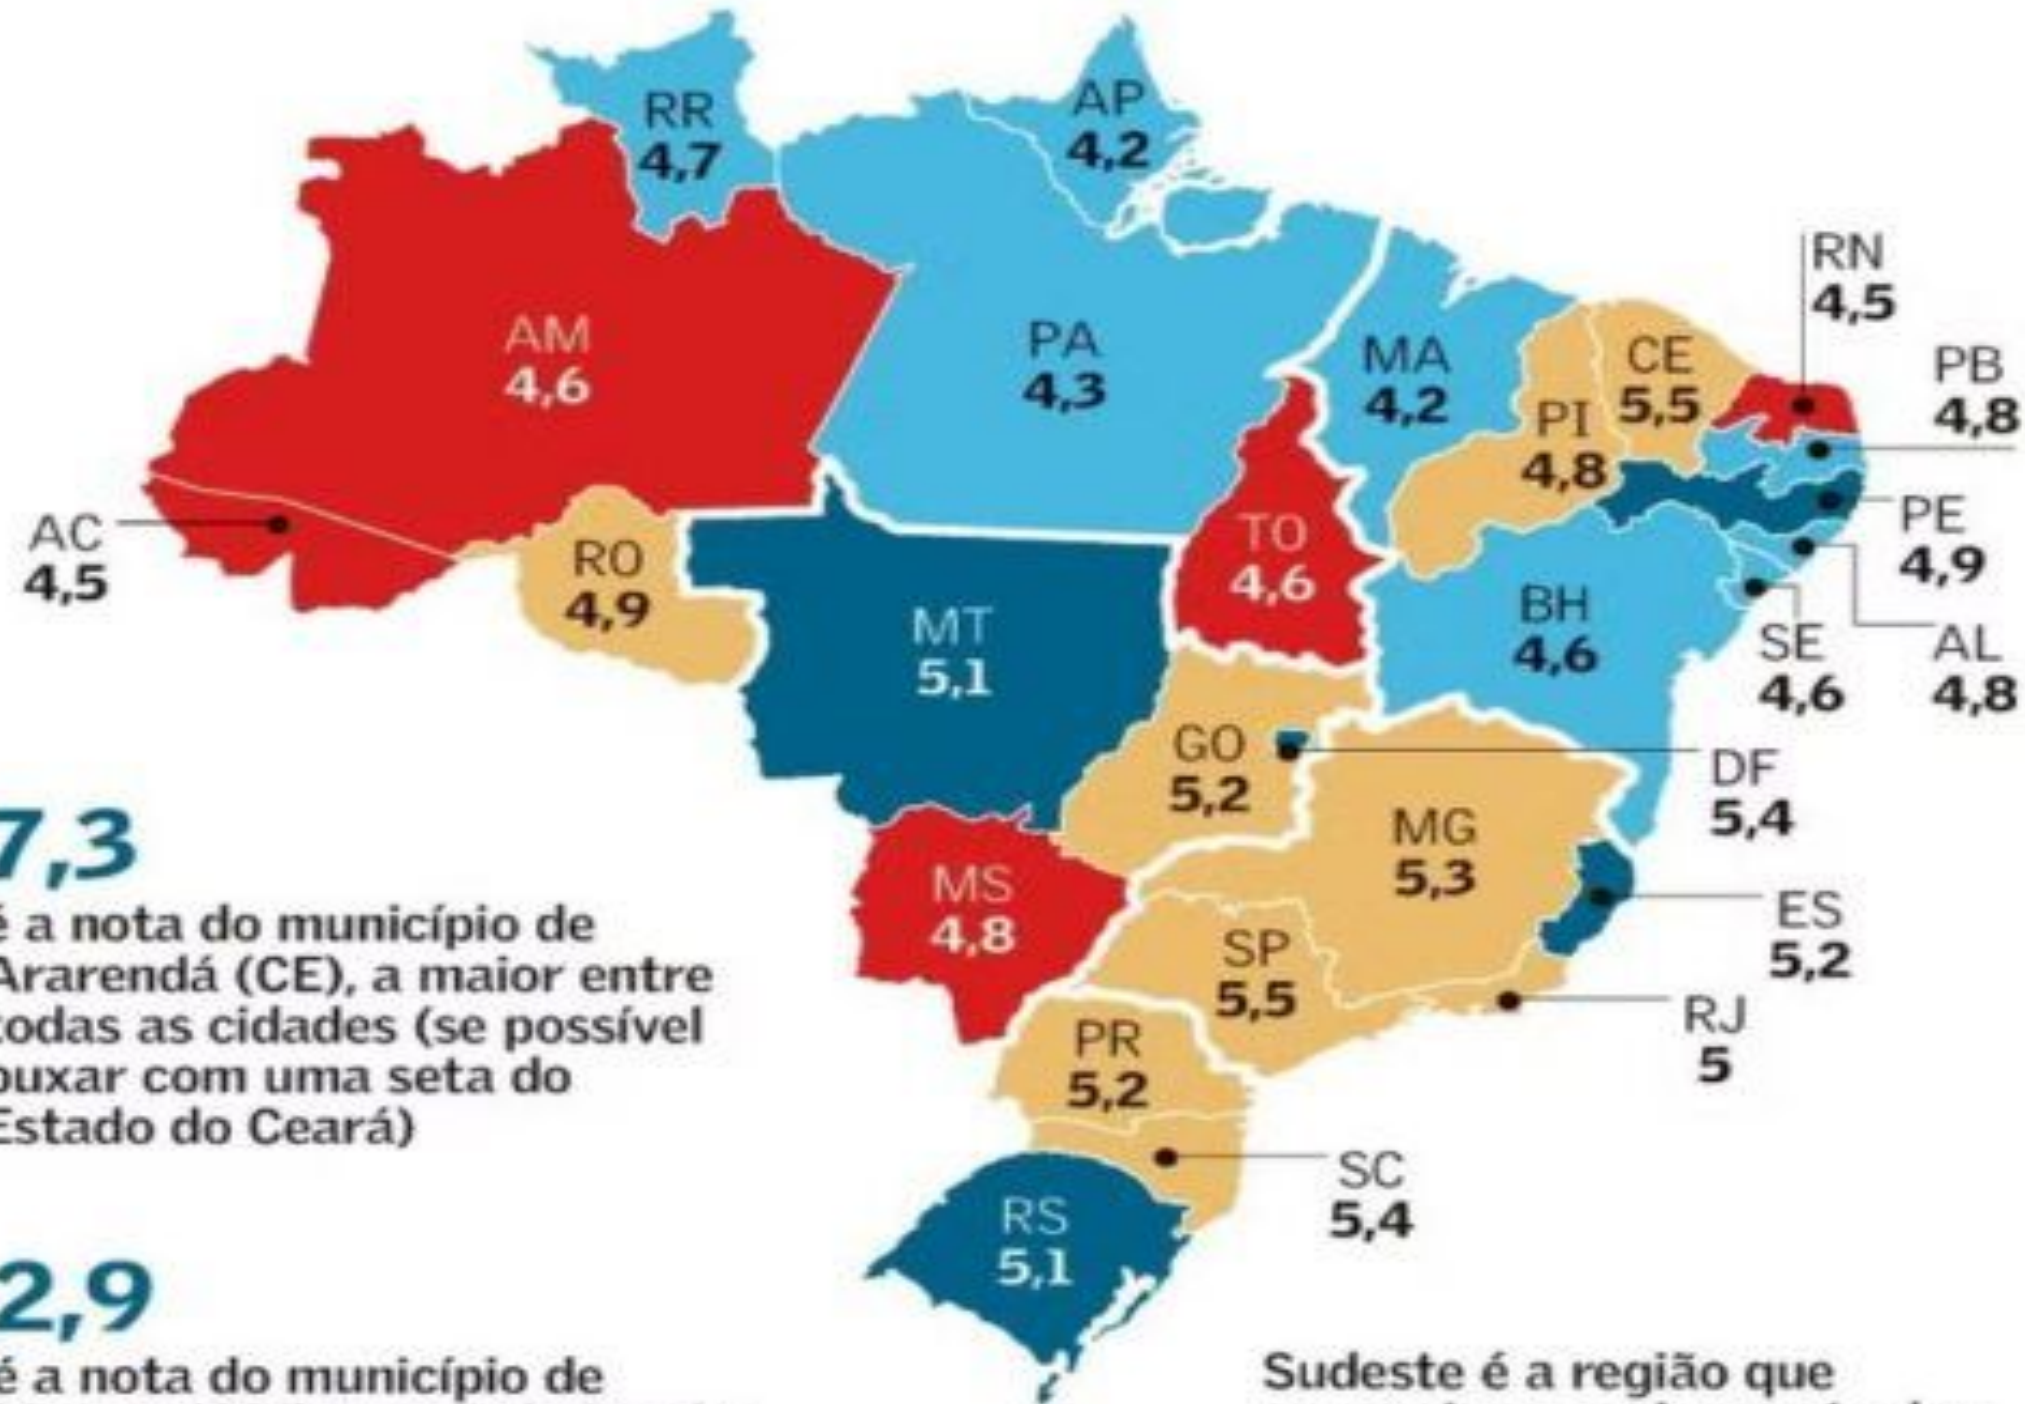 RR
4,7
AP
4,2
AM
4,6
PA
4,3
MA
4,2
PI
4,8
CE
5,5
RN
4,5
PB
4,8
PE
4,9
AL
4,8
SE
4,6
AC
4,5
RO
4,9
MT
5,1
TO
4,6
BH
4,6
GO
5,2
DF
5,4
MG
5,3
ES
5,2
MS
4,8
SP
5,5
RJ
5
PR
5,2
SC
5,4
RS
5,1
7,3
é a nota do município de
Ararendá (CE), a maior entre
todas as cidades (se possível
puxar com uma seta do
Estado do Ceará)
2,9
é a nota do município de
Sudeste é a região que